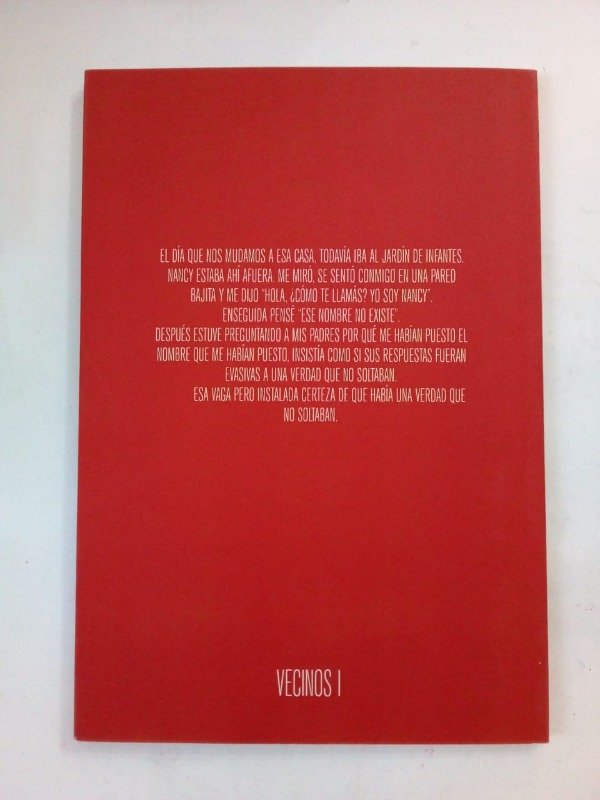 EL DÍA QUE NOS MUDAMOS A ESA CASA. TODAVÍA IBA AL JARDÍN DE INFANTES.
NANCY ESTABA AHÍ AFUERA. ME MIRÓ, SE SENTÓ CONMIGO EN UNA PARED
BAJITA Y ME DIJO "HOLA, ¿CÓMO TE LLAMÁS? YO SOY NANCY".
ENSEGUIDA PENSÉ "ESE NOMBRE NO EXISTE".
DESPUÉS ESTUVE PREGUNTANDO A MIS PADRES POR QUÉ ME HABÍAN PUESTO EL
NOMBRE QUE ME HABÍAN PUESTO, INSISTÍA COMO SI SUS RESPUESTAS FUERAN
EVASIVAS A UNA VERDAD QUE NO SOLTABAN.
ESA VAGA PERO INSTALADA CERTEZA DE QUE HABÍA UNA VERDAD QUE
NO SOLTABAN.
VECINOS I